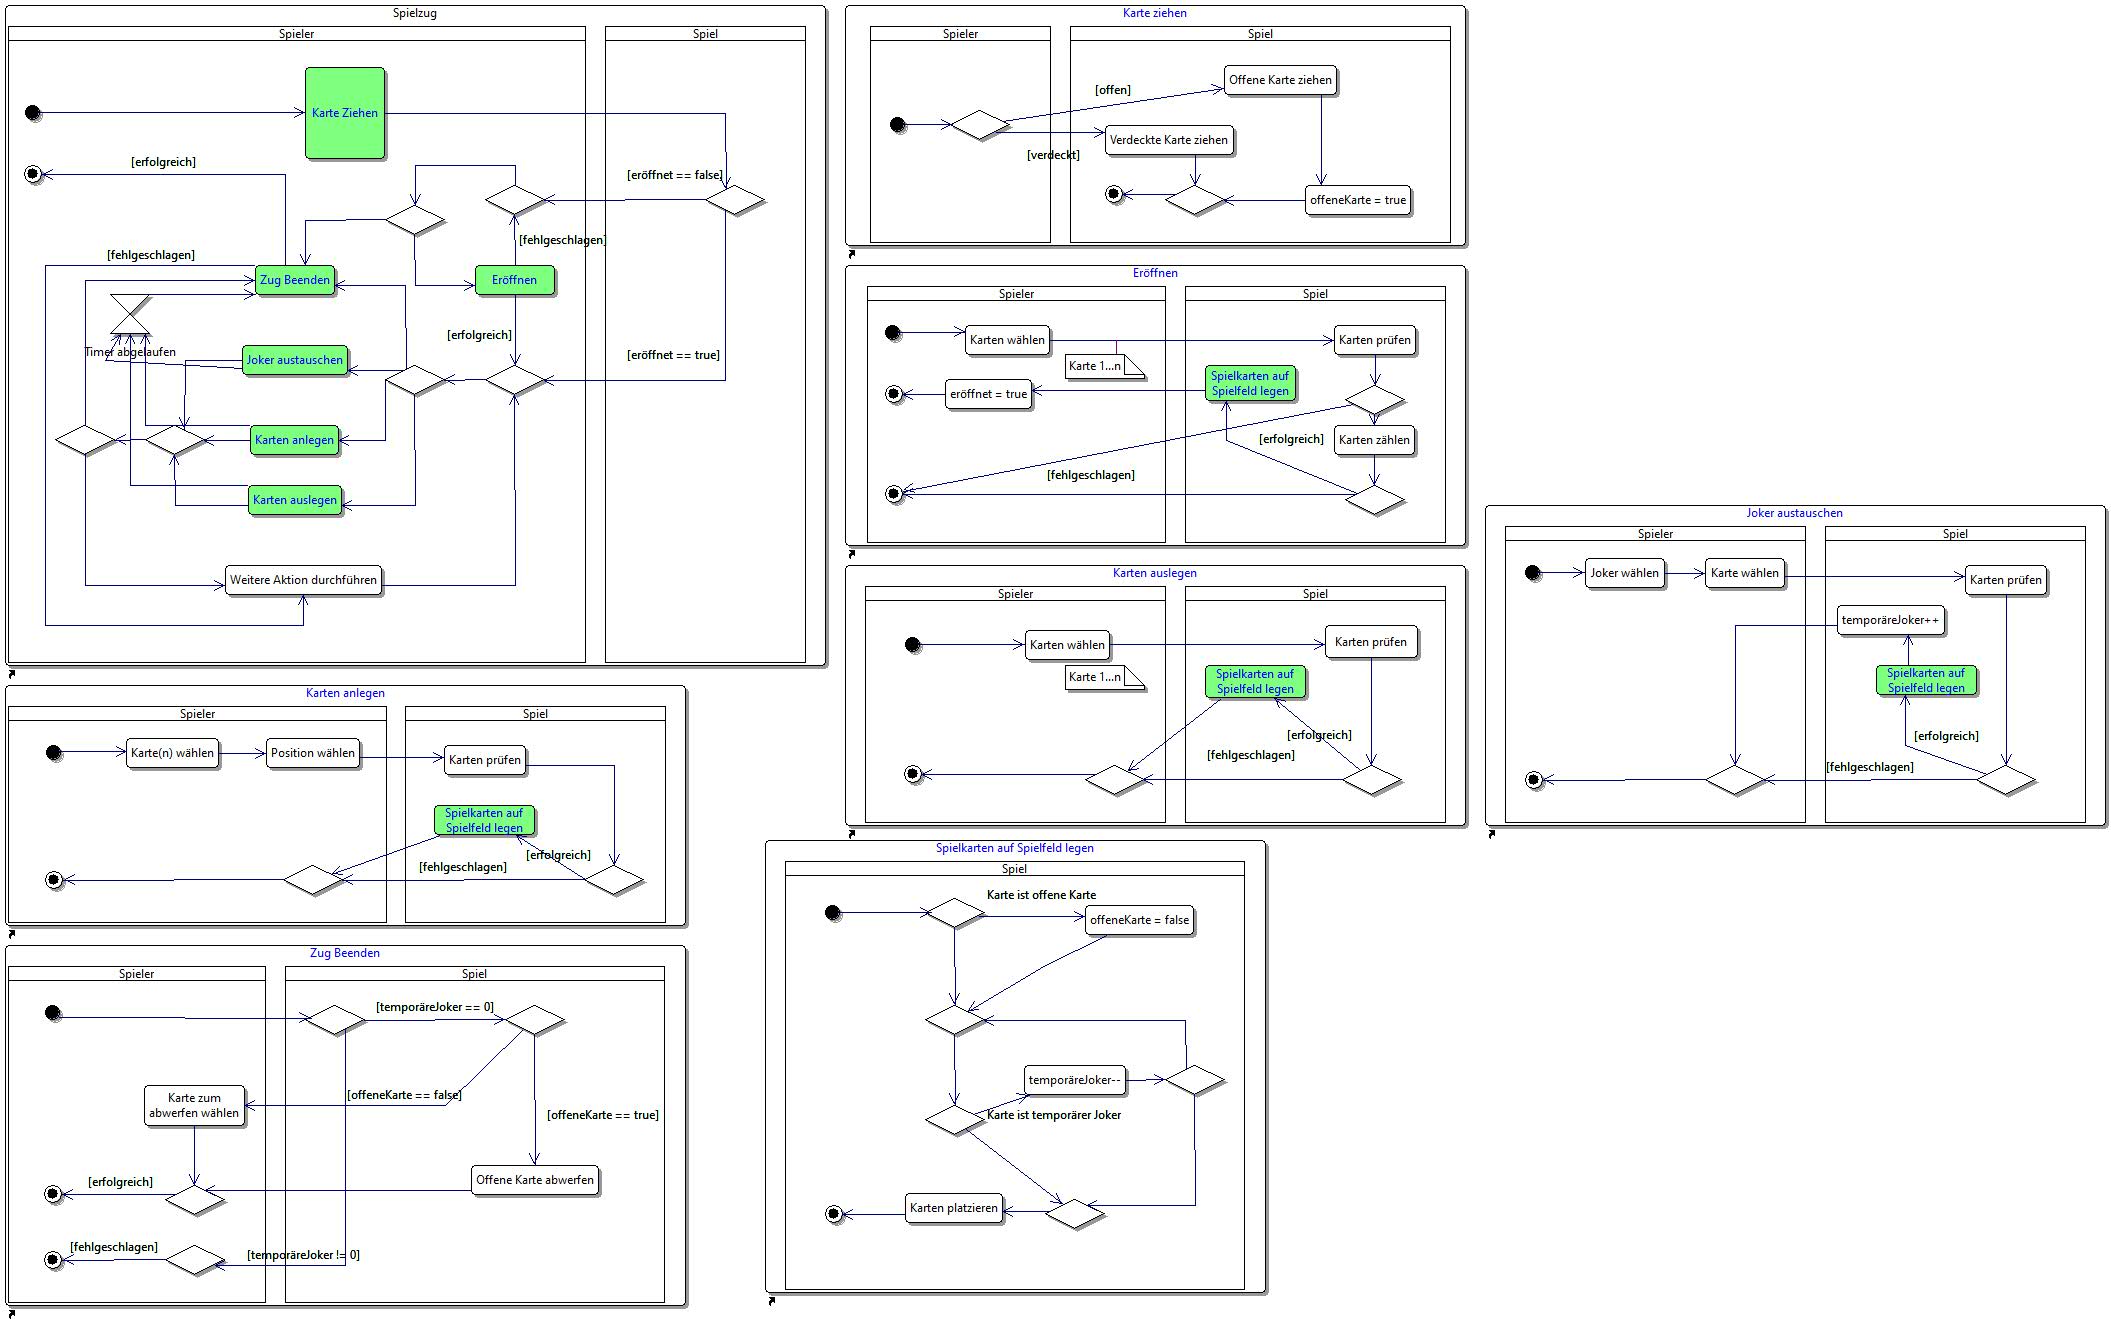 Spielzug
Spieler
Spiel
Karte Ziehen
[erfolgreich]
[eröffnet == false]
[fehlgeschlagen]
[fehlgeschlagen]
Zug Beenden
Eröffnen
[erfolgreich]
Timer abgelaufen
[eröffnet == true]
Joker austauschen
Karten anlegen
Karten auslegen
Weitere Aktion durchführen
Karte ziehen
Spieler
Spiel
Offene Karte ziehen
[offen]
Verdeckte Karte ziehen
[verdeckt]
offeneKarte = true
Eröffnen
Spieler
Spiel
Karten wählen
Karten prüfen
Karte 1...n
Spielkarten auf
Spielfeld legen
eröffnet = true
[erfolgreich]
Karten zählen
[fehlgeschlagen]
Karten auslegen
Spieler
Spiel
Karten wählen
Karten prüfen
Karte 1...n
Spielkarten auf
Spielfeld legen
[erfolgreich]
[fehlgeschlagen]
Joker austauschen
Spieler
Spiel
Joker wählen
Karte wählen
Karten prüfen
temporäreJoker++
Spielkarten auf
Spielfeld legen
[erfolgreich]
[fehlgeschlagen]
Karten anlegen
Spieler
Spiel
Karte(n) wählen
Position wählen
Karten prüfen
Spielkarten auf
Spielfeld legen
[erfolgreich]
[fehlgeschlagen]
Spielkarten auf Spielfeld legen
Spiel
Karte ist offene Karte
offeneKarte = false
temporäreJoker--
Karte ist temporärer Joker
Karten platzieren
Zug Beenden
Spieler
Spiel
[temporäreJoker == 0]
Karte zum
abwerfen wählen
[offeneKarte == false]
[offeneKarte == true]
Offene Karte abwerfen
[erfolgreich]
[fehlgeschlagen]
[temporäreJoker != 0]